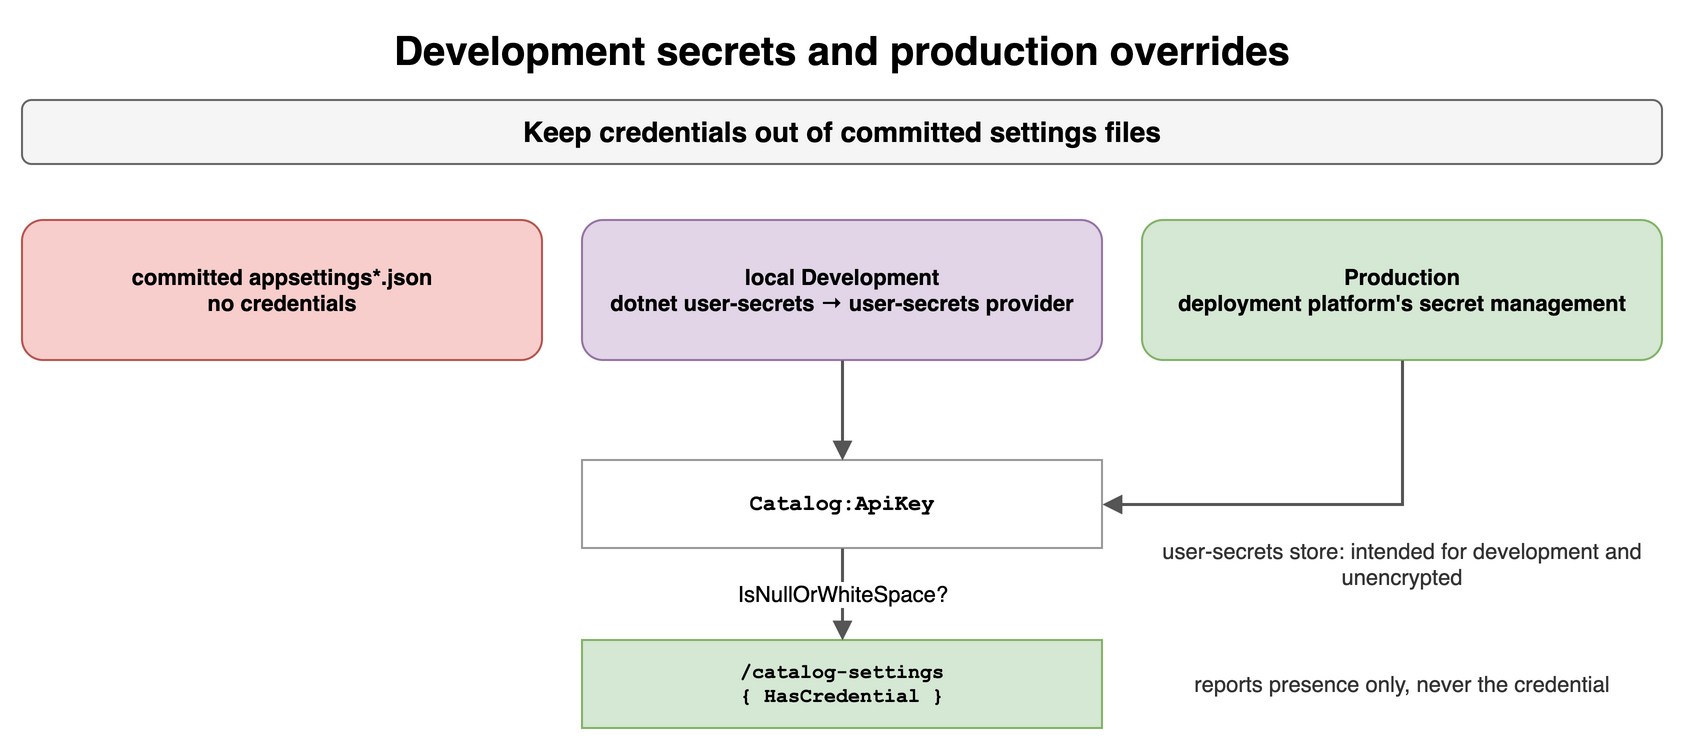 Development secrets and production overrides
Keep credentials out of committed settings files
committed appsettings*.json
no credentials
local Development
dotnet user-secrets → user-secrets provider
Production
deployment platform's secret management
Catalog:ApiKey
user-secrets store: intended for development and
unencrypted
IsNullOrWhiteSpace?
/catalog-settings
{ HasCredential }
reports presence only, never the credential